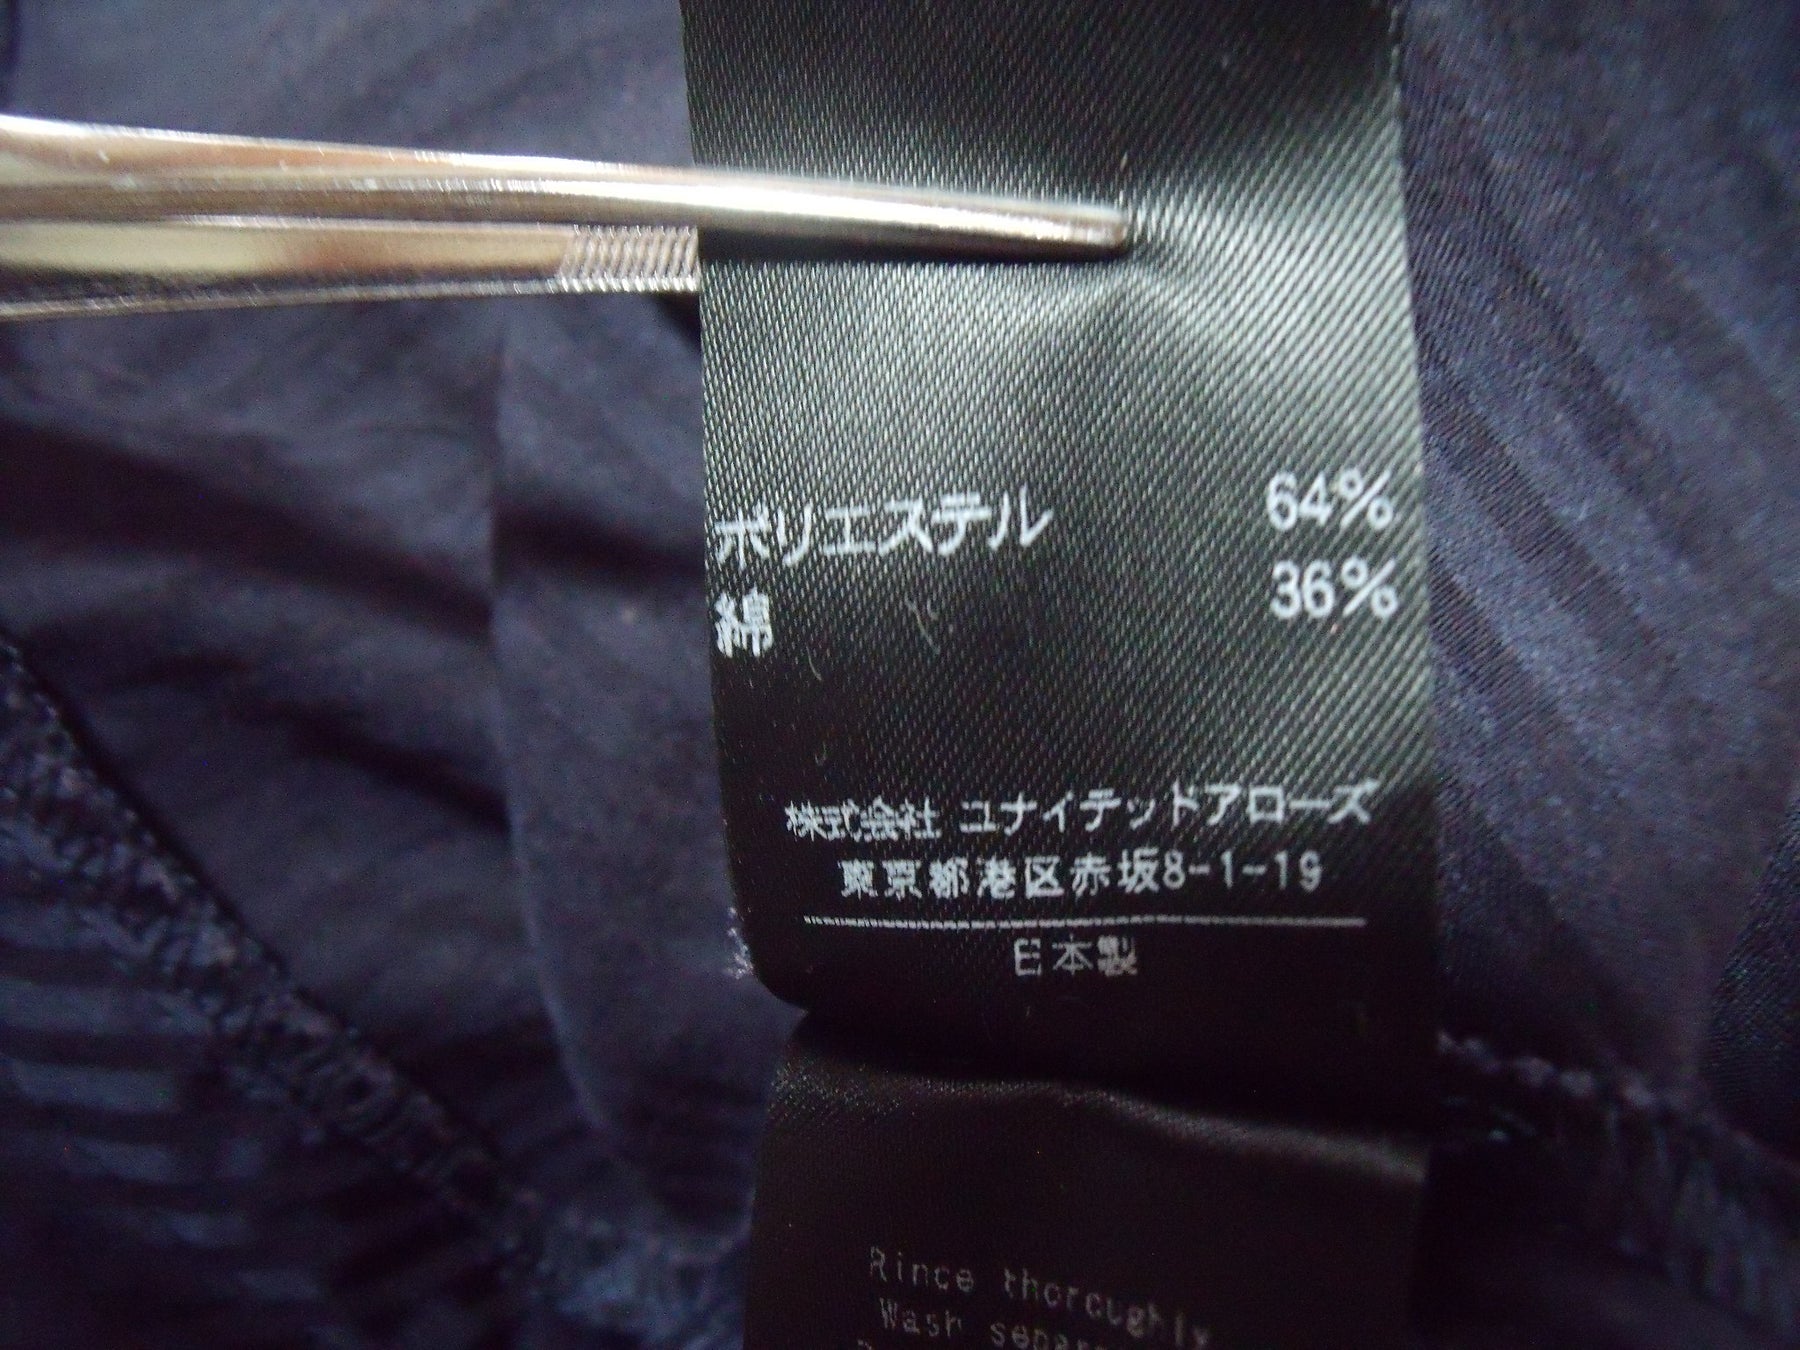 ポリエステル 64%
綿 36%
株式会社 ユナイテッドアローズ
東京都港区赤坂8-1-19
日本製
Rince thoroughly
Wash